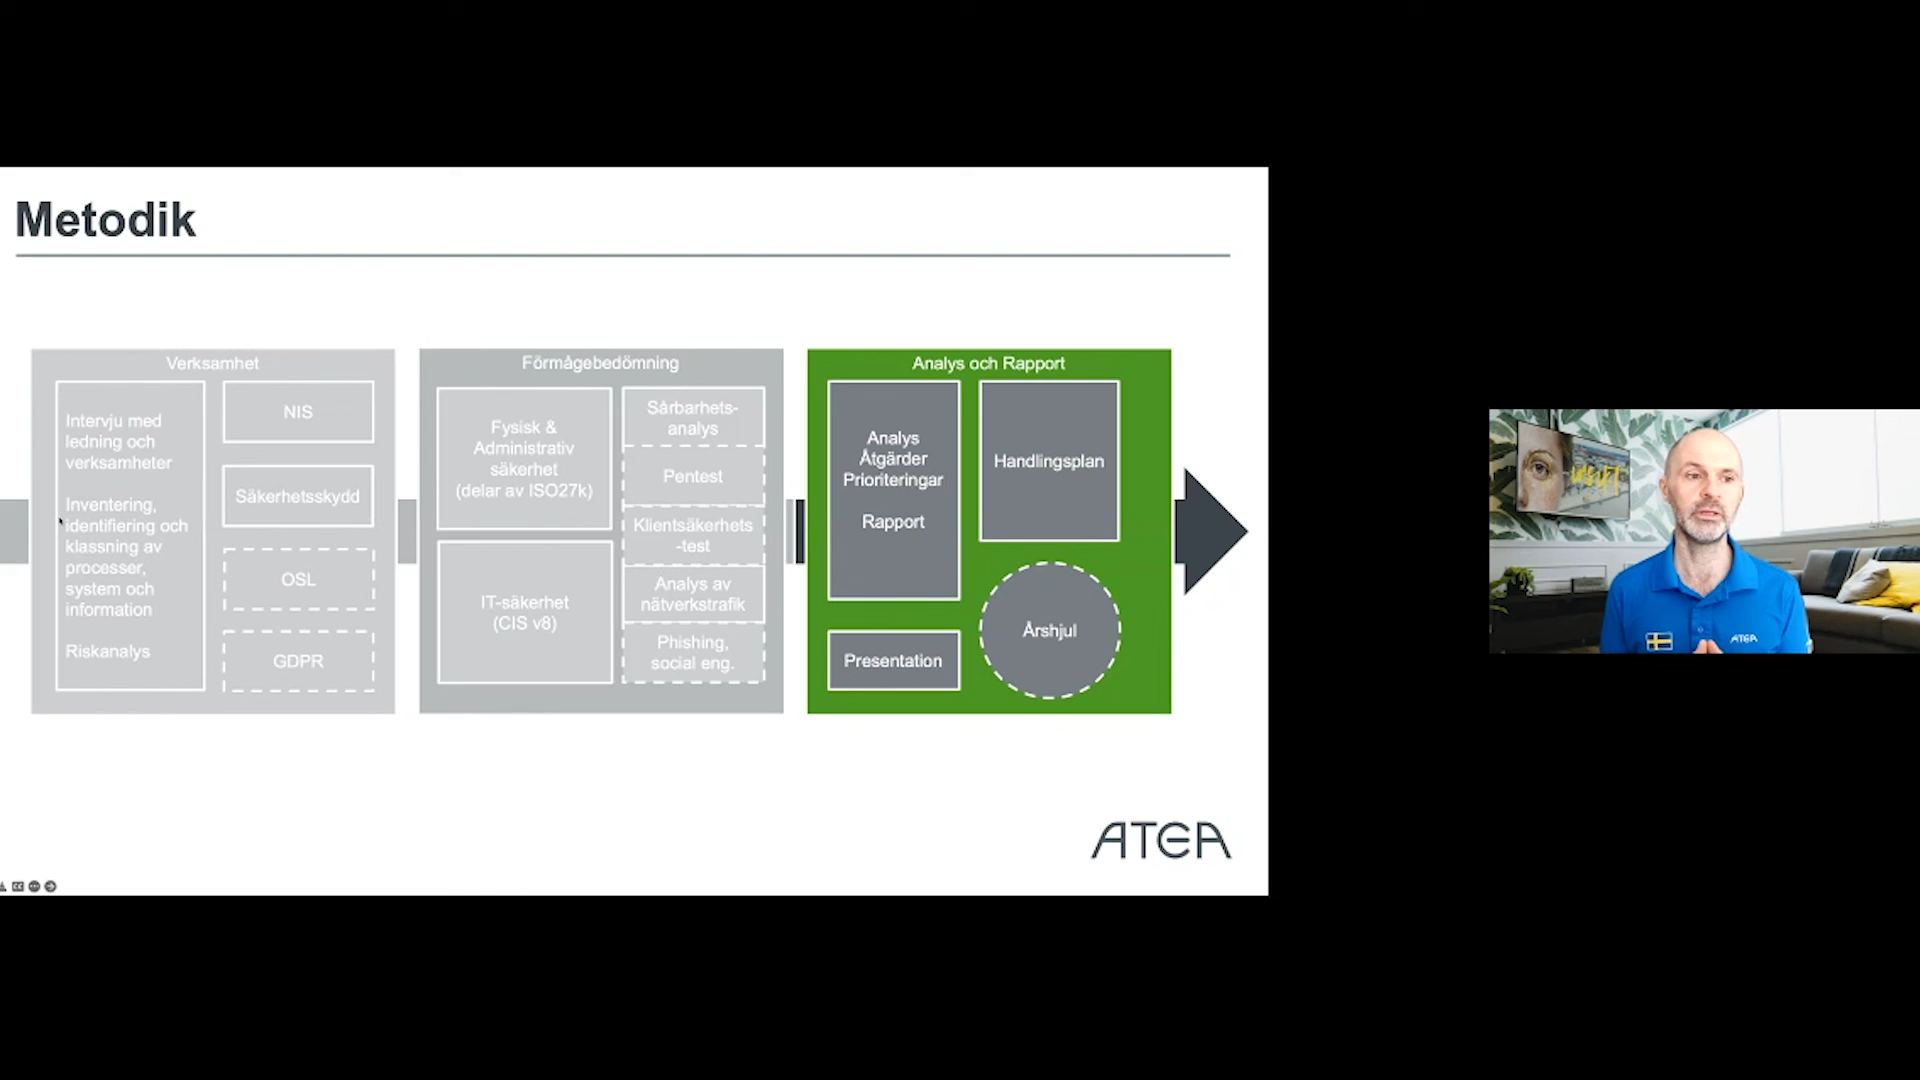 Metodik
Verksamhet
Intervju med
ledning och
verksamheter
Inventering,
identifiering och
klassning av
processer,
system och
information
Riskanalys
NIS
Säkerhetsskydd
OSL
GDPR
Förmågebedömning
Fysisk &
Administrativ
säkerhet
(delar av ISO27k)
IT-säkerhet
(CIS v8)
Sårbarhets-
analys
Pentest
Klientsäkerhets
-test
Analys av
nätverkstrafik
Phishing,
social eng.
Analys och Rapport
Analys
Åtgärder
Prioriteringar
Rapport
Presentation
Handlingsplan
Årshjul
ATEA
insikt
ATEA